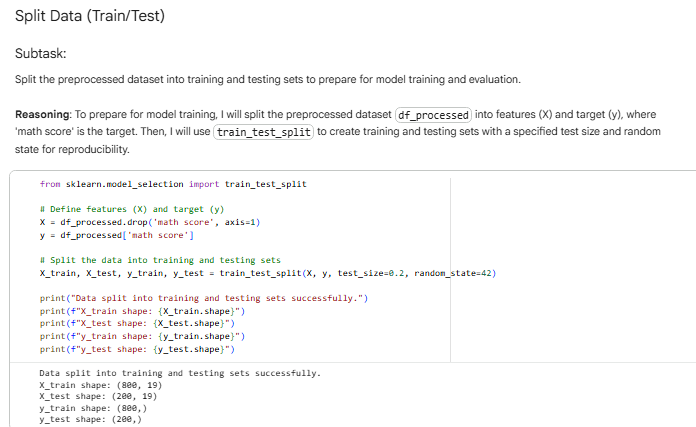 Split Data (Train/Test)
Subtask:
Split the preprocessed dataset into training and testing sets to prepare for model training and evaluation.
Reasoning: To prepare for model training, I will split the preprocessed dataset df_processed into features (X) and target (y), where
'math score' is the target. Then, I will use train_test_split to create training and testing sets with a specified test size and random
state for reproducibility.
from sklearn.model_selection import train_test_split
# Define features (X) and target (y)
X = df_processed.drop('math score', axis=1)
y = df_processed['math score']
# Split the data into training and testing sets
X_train, X_test, y_train, y_test = train_test_split(X, y, test_size=0.2, random_state=42)
print("Data split into training and testing sets successfully.")
print(f"X_train shape: {X_train.shape}")
print(f"X_test shape: {X_test.shape}")
print(f"y_train shape: {y_train.shape}")
print(f"y_test shape: {y_test.shape}")
Data split into training and testing sets successfully.
X_train shape: (800, 19)
X_test shape: (200, 19)
y_train shape: (800,)
y_test shape: (200,)